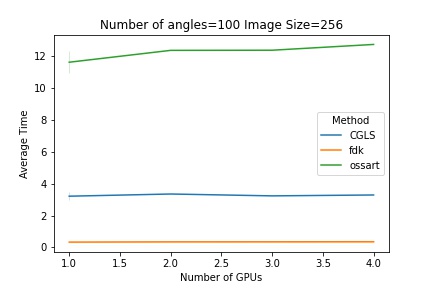 Number of angles=100 Image Size=256
Average Time
12
10
8
6
4
2
0
Method
CGLS
fdk
ossart
1.0 1.5 2.0 2.5 3.0 3.5 4.0
Number of GPUs